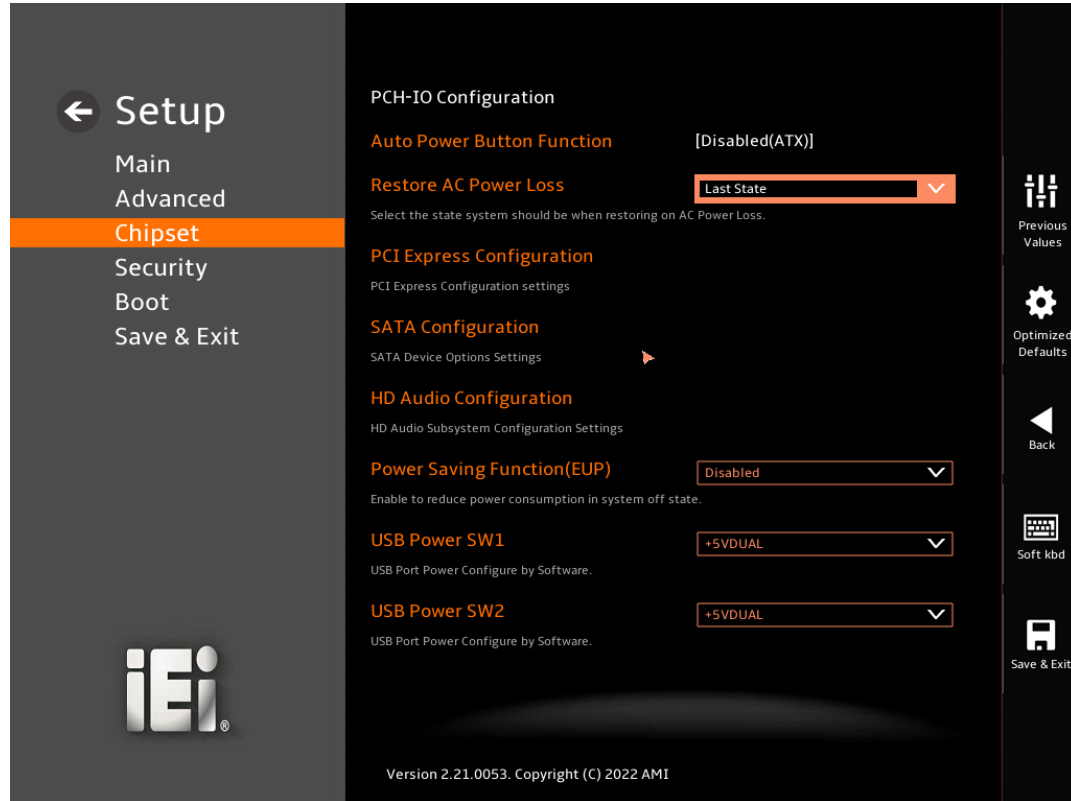 Setup
Main
Advanced
Chipset
Security
Boot
Save & Exit
PCH-IO Configuration
Auto Power Button Function [Disabled(ATX)]
Restore AC Power Loss Last State
Select the state system should be when restoring on AC Power Loss.
PCI Express Configuration
PCI Express Configuration settings
SATA Configuration
SATA Device Options Settings
HD Audio Configuration
HD Audio Subsystem Configuration Settings
Power Saving Function(EUP) Disabled
Enable to reduce power consumption in system off state.
USB Power SW1 +5VDUAL
USB Port Power Configure by Software.
USB Power SW2 +5VDUAL
USB Port Power Configure by Software.
Previous
Values
Optimized
Defaults
Back
Soft kbd
Save & Exit
iEi®
Version 2.21.0053. Copyright (C) 2022 AMI